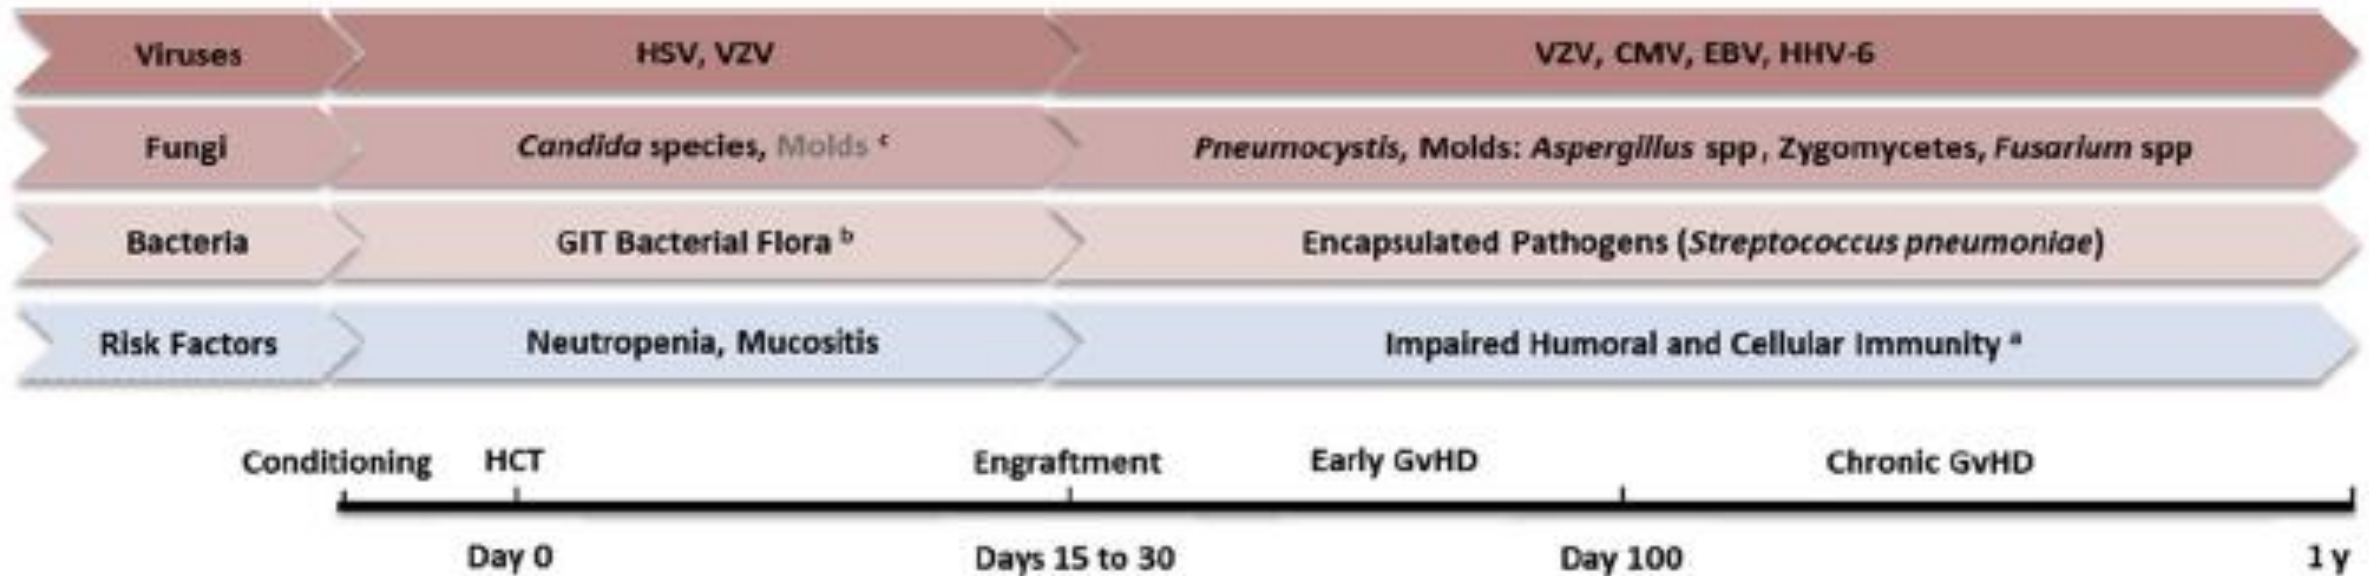 Viruses HSV, VZV VZV, CMV, EBV, HHV-6
Fungi Candida species, Molds c Pneumocystis, Molds: Aspergillus spp, Zygomycetes, Fusarium spp
Bacteria GIT Bacterial Flora b Encapsulated Pathogens (Streptococcus pneumoniae)
Risk Factors Neutropenia, Mucositis Impaired Humoral and Cellular Immunity a
Conditioning HCT Engraftment Early GvHD Chronic GvHD
Day 0 Days 15 to 30 Day 100 1 y